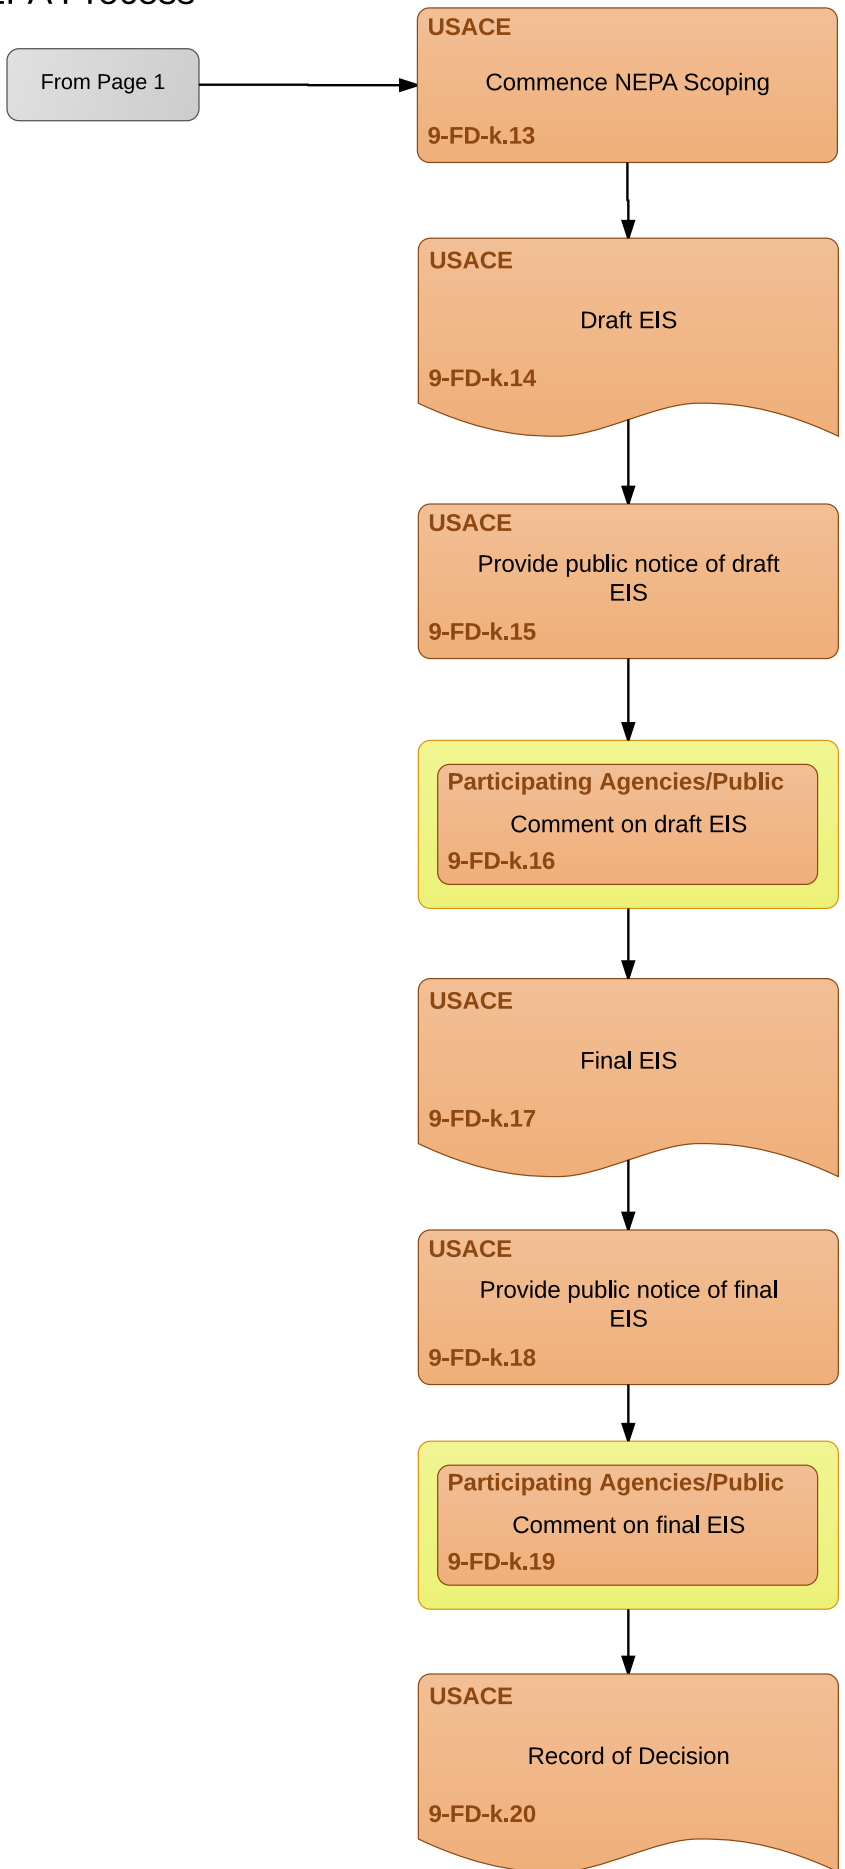 PA Process
USACE
From Page 1
Commence NEPA Scoping
9-FD-k.13
USACE
Draft EIS
9-FD-k.14
USACE
Provide public notice of draft
EIS
9-FD-k.15
Participating Agencies/Public
Comment on draft EIS
9-FD-k.16
USACE
Final EIS
9-FD-k.17
USACE
Provide public notice of final
EIS
9-FD-k.18
Participating Agencies/Public
Comment on final EIS
9-FD-k.19
USACE
Record of Decision
9-FD-k.20